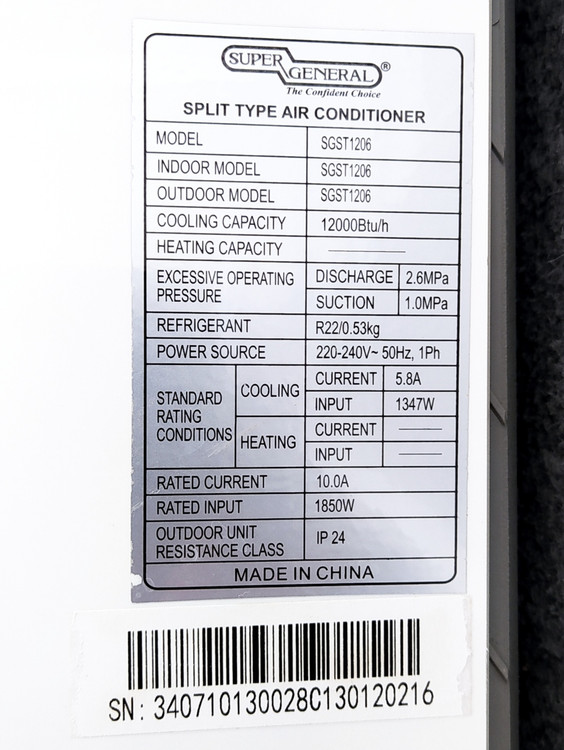 SUPER GENERAL®
The Confident Choice
SPLIT TYPE AIR CONDITIONER
MODEL SGST1206
INDOOR MODEL SGST1206
OUTDOOR MODEL SGST1206
COOLING CAPACITY 12000Btu/h
HEATING CAPACITY
EXCESSIVE OPERATING PRESSURE DISCHARGE 2.6MPa
SUCTION 1.0MPa
REFRIGERANT R22/0.53kg
POWER SOURCE 220-240V~ 50Hz, 1Ph
STANDARD RATING CONDITIONS COOLING CURRENT 5.8A
INPUT 1347W
HEATING CURRENT
INPUT
RATED CURRENT 10.0A
RATED INPUT 1850W
OUTDOOR UNIT RESISTANCE CLASS IP 24
MADE IN CHINA
SN: 340710130028C130120216